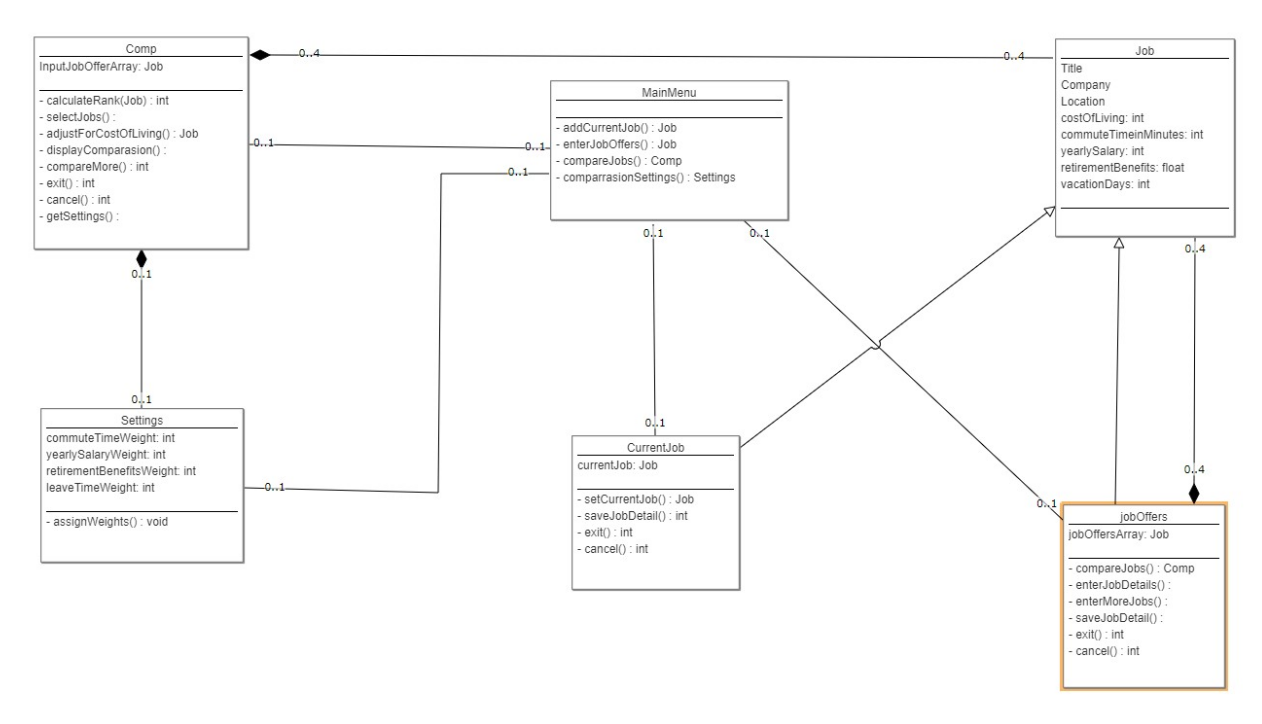 Comp
InputJobOfferArray: Job
- calculateRank(Job) : int
- selectJobs() :
- adjustForCostOfLiving() : Job
- displayComparasion() :
- compareMore() : int
- exit() : int
- cancel() : int
- getSettings() :
0..4
0..4
Job
Title
Company
Location
costOfLiving: int
commuteTimeinMinutes: int
yearlySalary: int
retirementBenefits: float
vacationDays: int
MainMenu
- addCurrentJob() : Job
- enterJobOffers() : Job
- compareJobs() : Comp
- comparrasionSettings() : Settings
0..1
0..1
0..1
0..1
0..1
0..4
0..1
0..1
Settings
commuteTimeWeight: int
yearlySalaryWeight: int
retirementBenefitsWeight: int
leaveTimeWeight: int
- assignWeights() : void
0..1
0..1
CurrentJob
currentJob: Job
- setCurrentJob() : Job
- saveJobDetail() : int
- exit() : int
- cancel() : int
0..4
0..1
jobOffers
jobOffersArray: Job
- compareJobs() : Comp
- enterJobDetails() :
- enterMoreJobs() :
- saveJobDetail() :
- exit() : int
- cancel() : int